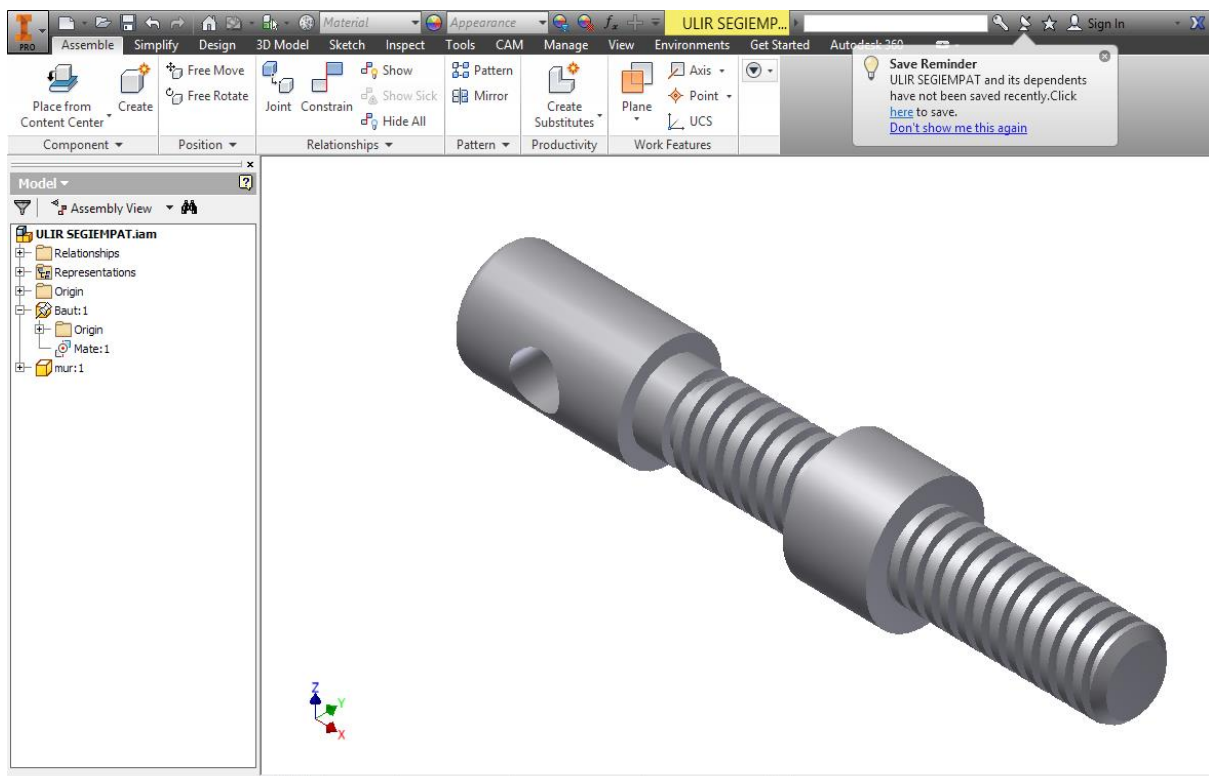 PRO
Material
Appearance
fx
ULIR SEGIEMP...
Sign In
Assemble Simplify Design 3D Model Sketch Inspect Tools CAM Manage View Environments Get Started Autodesk 360
Place from
Content Center
Create
Free Move
Free Rotate
Joint
Constrain
Show
Show Sick
Hide All
Pattern
Mirror
Create
Substitutes
Plane
Axis
Point
UCS
Component
Position
Relationships
Pattern
Productivity
Work Features
Save Reminder
ULIR SEGIEMPAT and its dependents
have not been saved recently.Click
here to save.
Don't show me this again
Model
Assembly View
ULIR SEGIEMPAT.iam
Relationships
Representations
Origin
Baut:1
Origin
Mate:1
mur:1
Z
Y
X